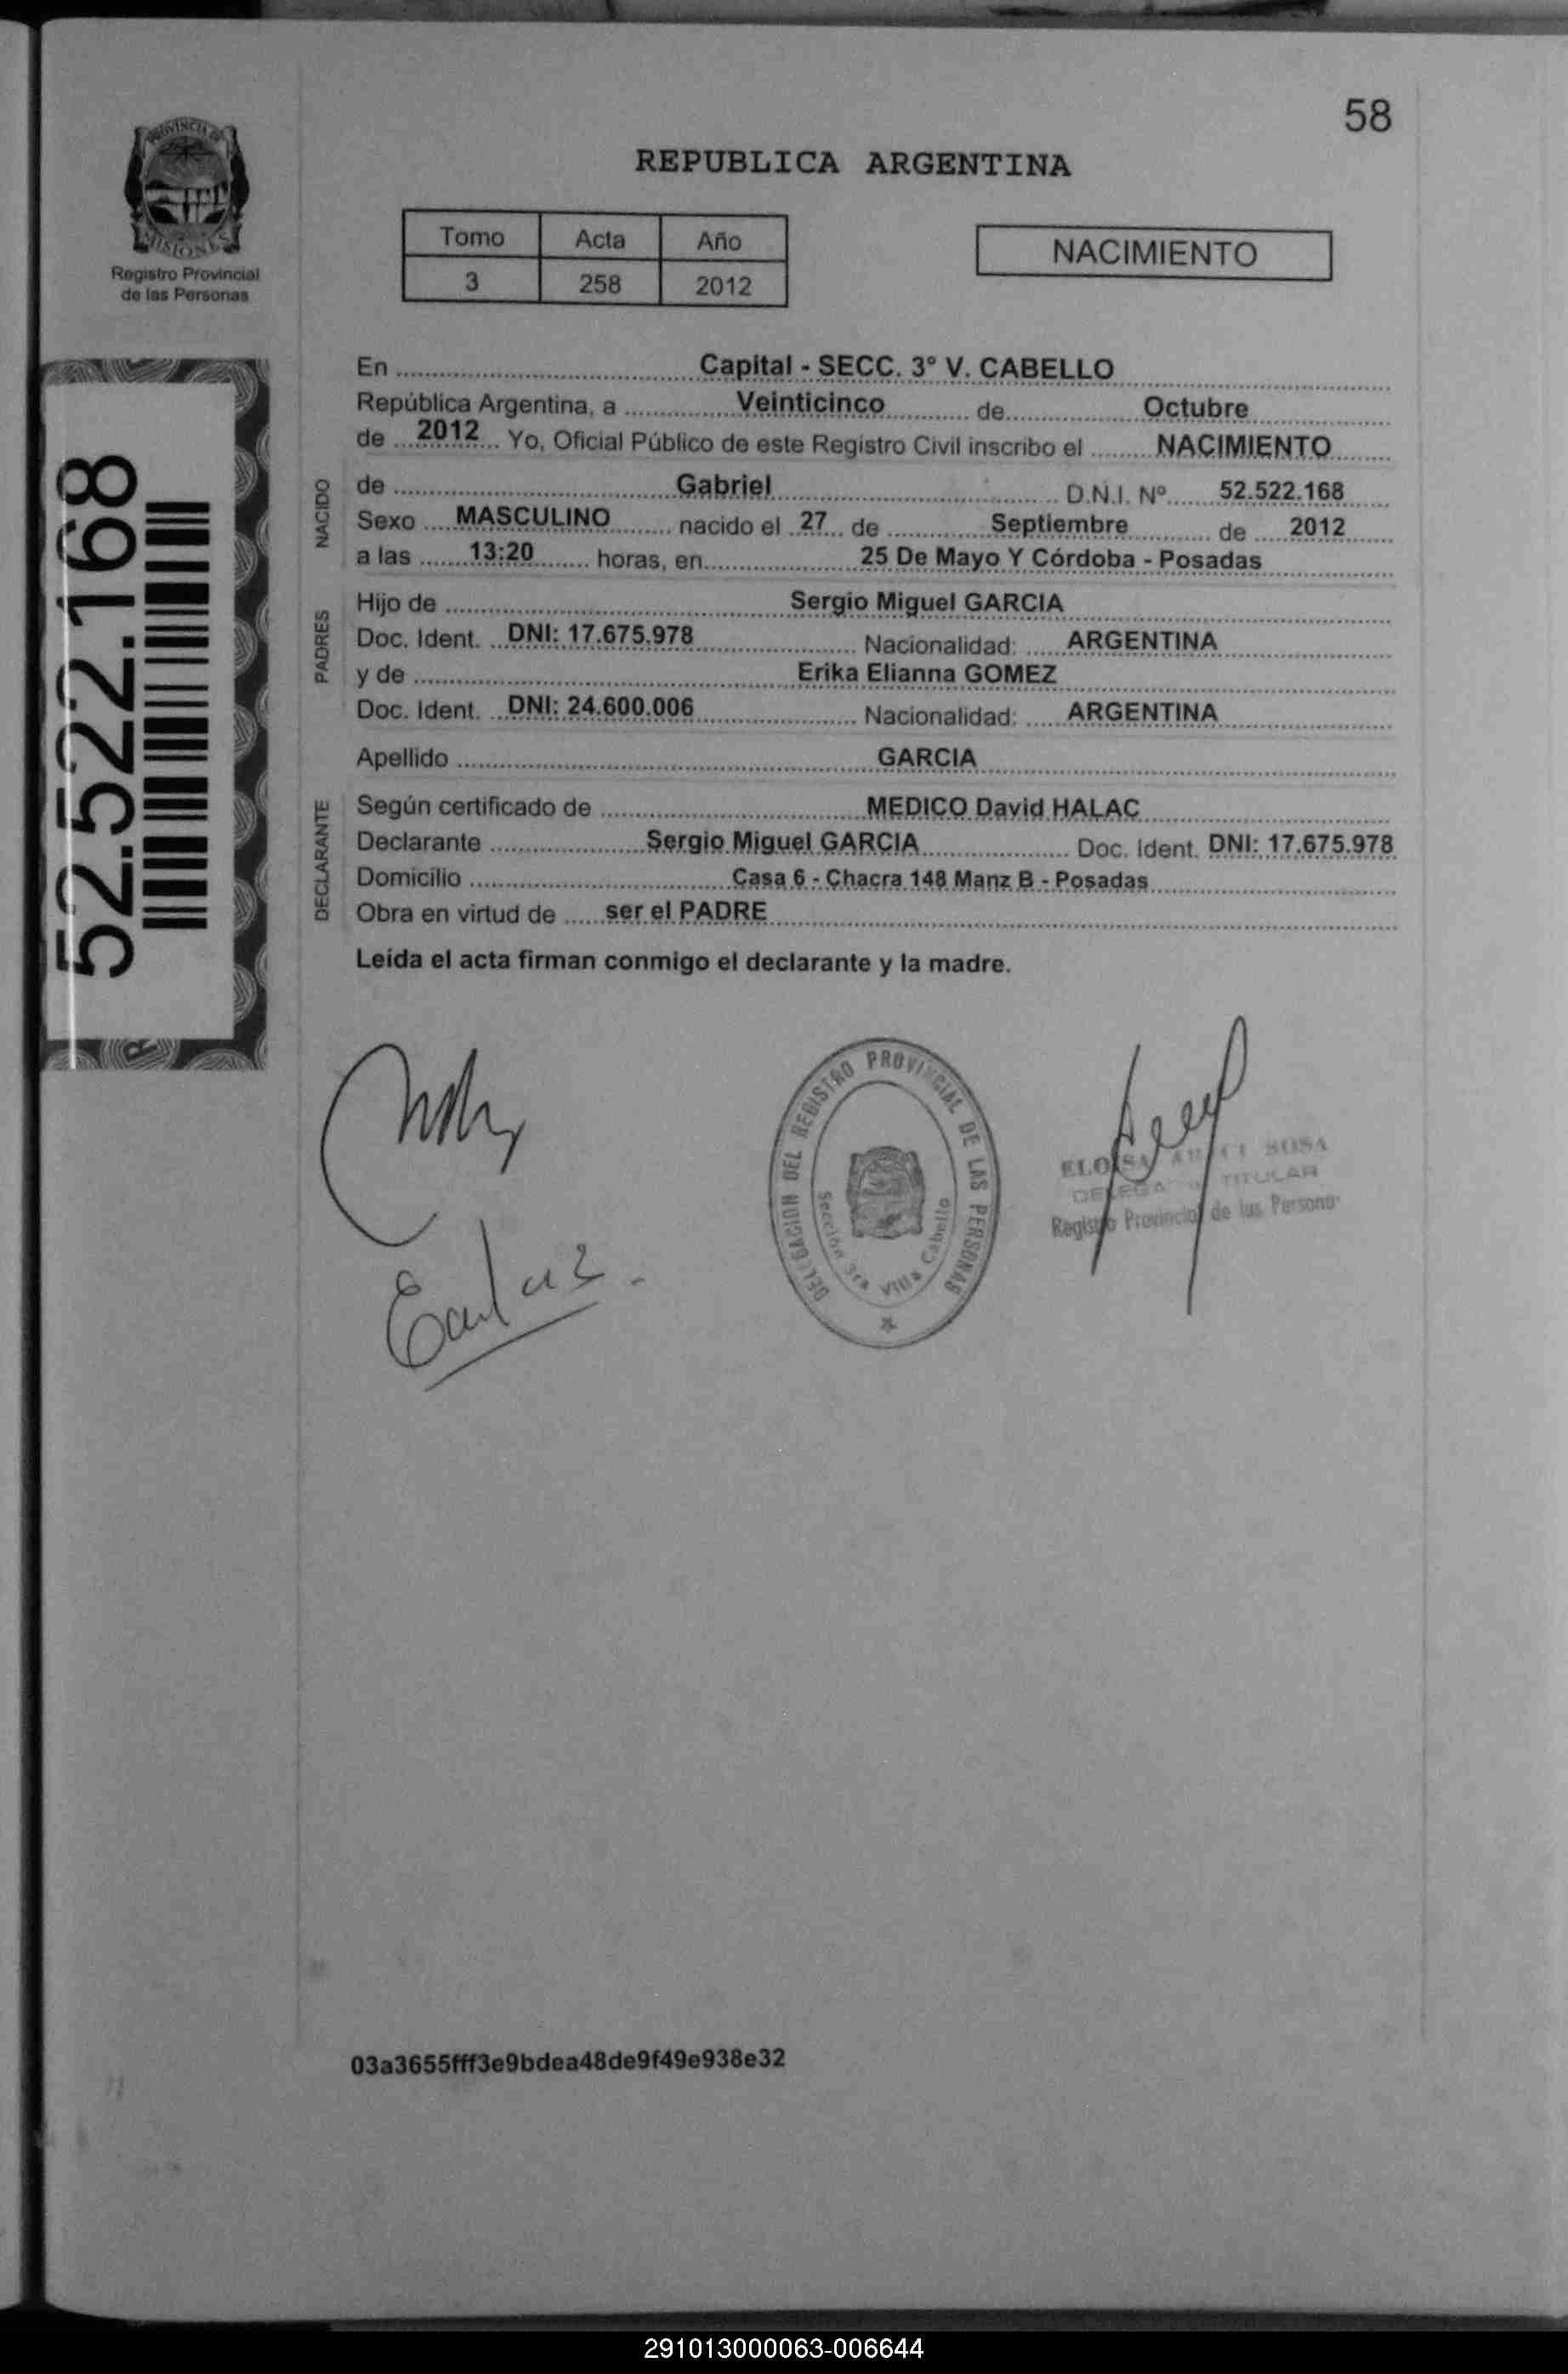 58
REPUBLICA ARGENTINA
PROVINCIA DE
MISIONES
Registro Provincial
de las Personas
Tomo Acta Año
3 258 2012
NACIMIENTO
52.522.168
En Capital - SECC. 3° V. CABELLO
República Argentina, a Veinticinco de Octubre
de 2012 Yo, Oficial Público de este Registro Civil inscribo el NACIMIENTO
NACIDO
de Gabriel D.N.I. Nº 52.522.168
Sexo MASCULINO nacido el 27 de Septiembre de 2012
a las 13:20 horas, en 25 De Mayo Y Córdoba - Posadas
PADRES
Hijo de Sergio Miguel GARCIA
Doc. Ident. DNI: 17.675.978 Nacionalidad: ARGENTINA
y de Erika Elianna GOMEZ
Doc. Ident. DNI: 24.600.006 Nacionalidad: ARGENTINA
Apellido GARCIA
DECLARANTE
Según certificado de MEDICO David HALAC
Declarante Sergio Miguel GARCIA Doc. Ident. DNI: 17.675.978
Domicilio Casa 6 - Chacra 148 Manz B - Posadas
Obra en virtud de ser el PADRE
Leída el acta firman conmigo el declarante y la madre.
DELEGACION DEL REGISTRO PROVINCIAL DE LAS PERSONAS
Sección 3ra Villa Cabello
SOSA
TITULAR
Registro Provincial de las Personas
03a3655fff3e9bdea48de9f49e938e32
291013000063-006644